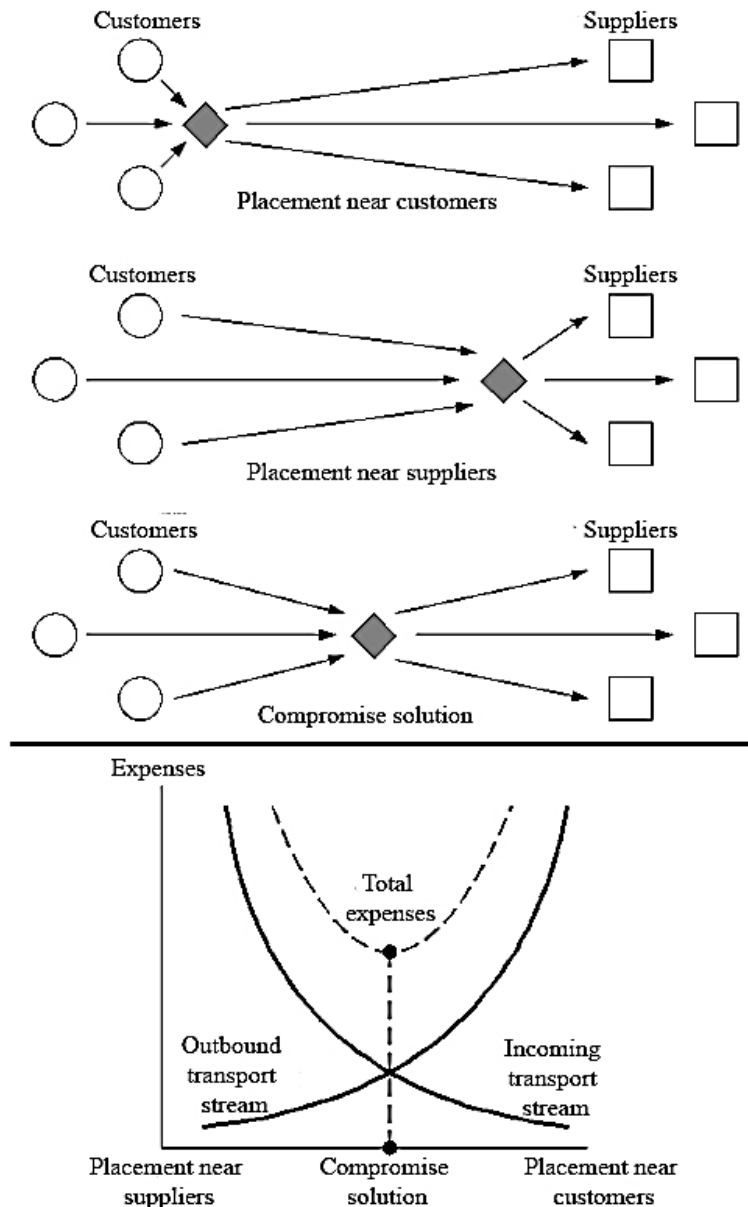 Customers Suppliers
Placement near customers
Customers Suppliers
Placement near suppliers
Customers Suppliers
Compromise solution
Expenses
Total
expenses
Outbound
transport
stream
Incoming
transport
stream
Placement near
suppliers
Compromise
solution
Placement near
customers